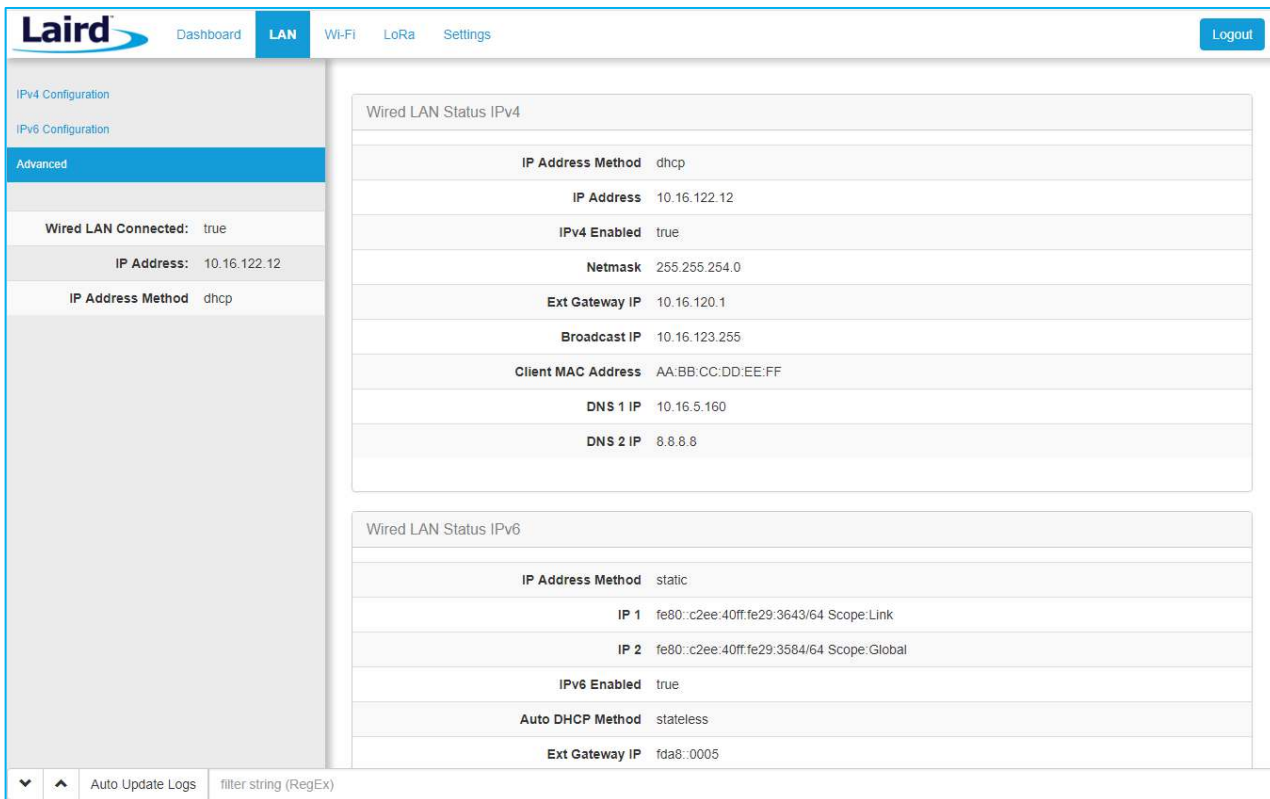 Laird
Dashboard LAN Wi-Fi LoRa Settings Logout
IPv4 Configuration
IPv6 Configuration
Advanced
Wired LAN Connected: true
IP Address: 10.16.122.12
IP Address Method dhcp
Wired LAN Status IPv4
IP Address Method dhcp
IP Address 10.16.122.12
IPv4 Enabled true
Netmask 255.255.254.0
Ext Gateway IP 10.16.120.1
Broadcast IP 10.16.123.255
Client MAC Address AA:BB:CC:DD:EE:FF
DNS 1 IP 10.16.5.160
DNS 2 IP 8.8.8.8
Wired LAN Status IPv6
IP Address Method static
IP 1 fe80::c2ee:40ff:fe29:3643/64 Scope:Link
IP 2 fe80::c2ee:40ff:fe29:3584/64 Scope:Global
IPv6 Enabled true
Auto DHCP Method stateless
Ext Gateway IP fda8::0005
Auto Update Logs filter string (RegEx)